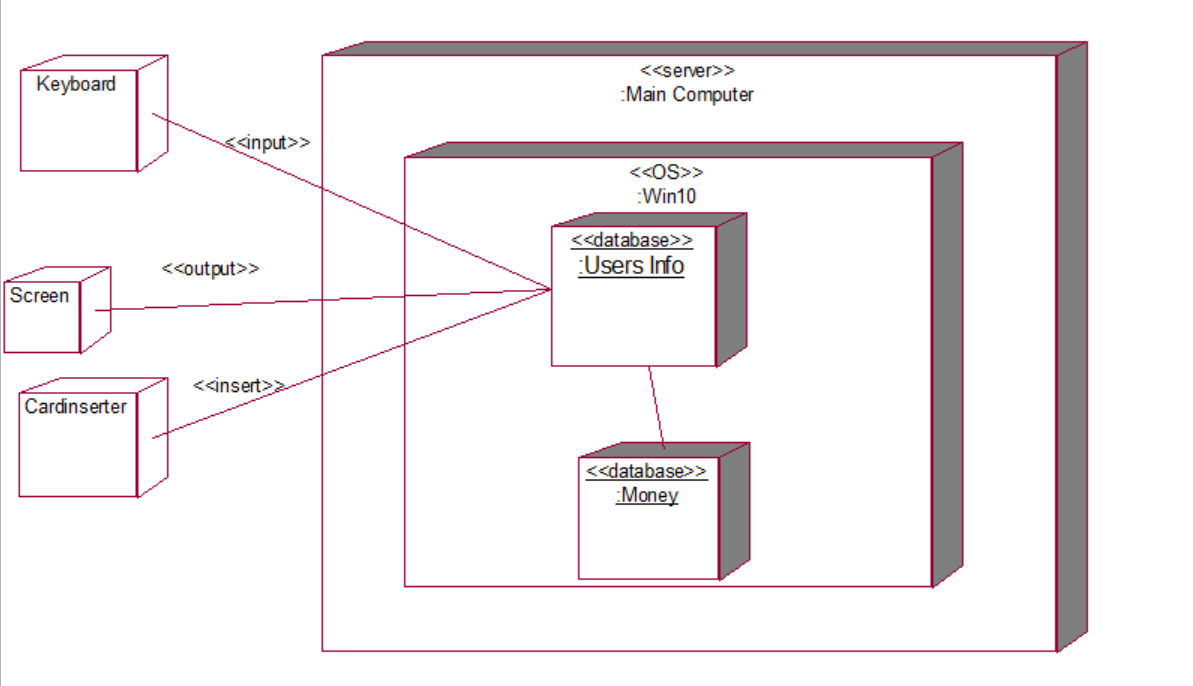 Keyboard
<<input>>
<<output>>
Screen
<<insert>>
Cardinserter
<<server>>
:Main Computer
<<OS>>
:Win10
<<database>>
:Users Info
<<database>>
:Money